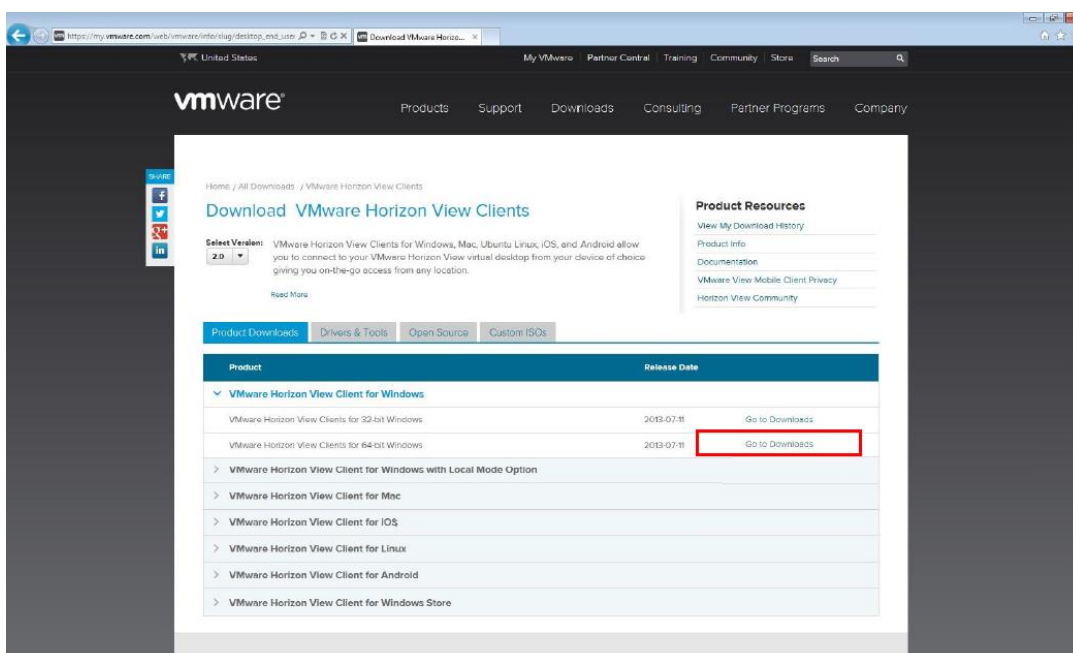 https://my.vmware.com/web/vmware/info/slug/desktop_end_user
Download VMware Horizo...
United States
My VMware
Partner Central
Training
Community
Store
Search
vmware®
Products
Support
Downloads
Consulting
Partner Programs
Company
SHARE
Home / All Downloads / VMware Horizon View Clients
Download VMware Horizon View Clients
Select Version:
2.0
VMware Horizon View Clients for Windows, Mac, Ubuntu Linux, iOS, and Android allow
you to connect to your VMware Horizon View virtual desktop from your device of choice
giving you on-the-go access from any location.
Read More
Product Resources
View My Download History
Product Info
Documentation
VMware View Mobile Client Privacy
Horizon View Community
Product Downloads
Drivers & Tools
Open Source
Custom ISOs
Product Release Date
VMware Horizon View Client for Windows
VMware Horizon View Clients for 32-bit Windows 2013-07-11 Go to Downloads
VMware Horizon View Clients for 64-bit Windows 2013-07-11 Go to Downloads
VMware Horizon View Client for Windows with Local Mode Option
VMware Horizon View Client for Mac
VMware Horizon View Client for IOS
VMware Horizon View Client for Linux
VMware Horizon View Client for Android
VMware Horizon View Client for Windows Store